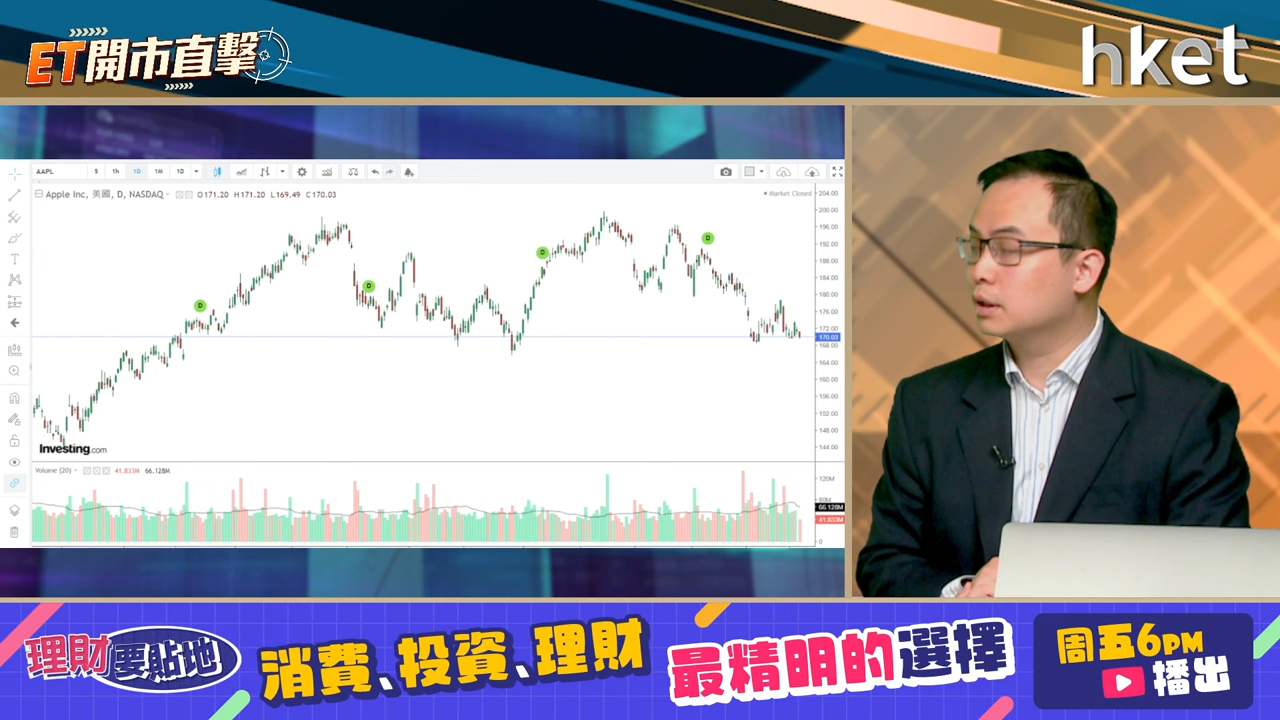 ET開市直擊
hket
AAPL 5 1h 1D 1M 1D
Apple Inc, 美國, D, NASDAQ O171.20 H171.20 L169.49 C170.03
Market Closed
204.00
200.00
196.00
192.00
188.00
184.00
180.00
176.00
172.00
170.03
168.00
164.00
160.00
156.00
152.00
148.00
144.00
D
D
D
D
Investing.com
Volume (20) 41.833M 66.128M
120M
80M
66.128M
41.833M
0
理財要貼地
消費、投資、理財
最精明的選擇
周五6PM
播出